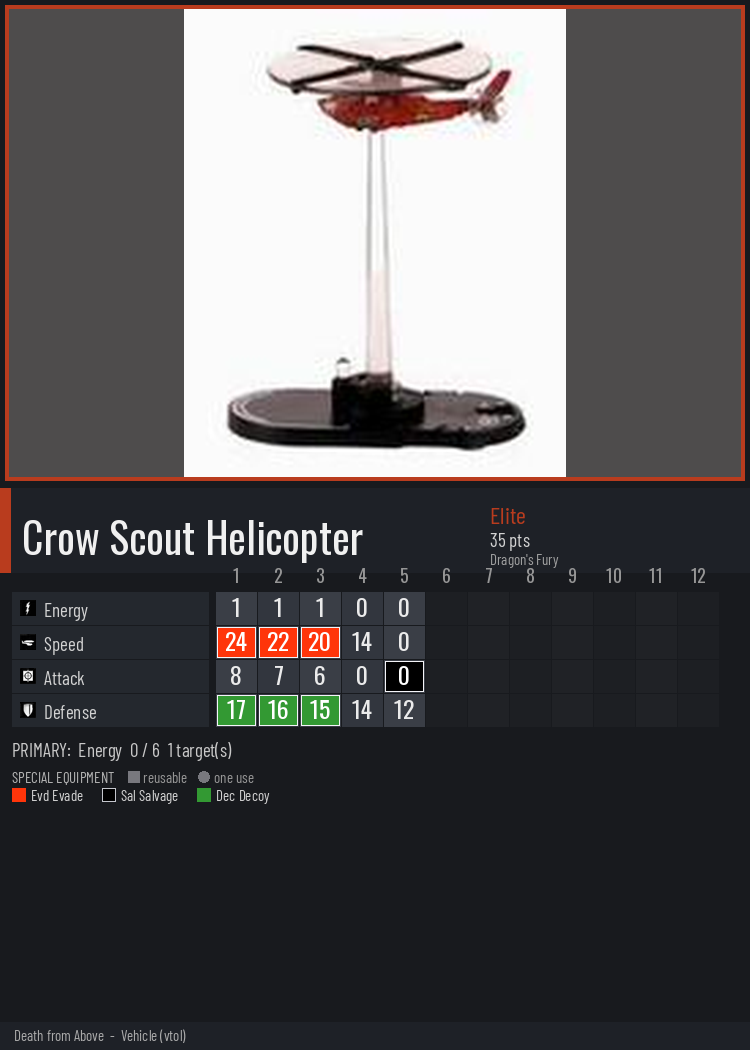 Crow Scout Helicopter
Elite
35 pts
Dragon's Fury
1 2 3 4 5 6 7 8 9 10 11 12
Energy 1 1 1 0 0
Speed 24 22 20 14 0
Attack 8 7 6 0 0
Defense 17 16 15 14 12
PRIMARY: Energy 0 / 6 1 target(s)
SPECIAL EQUIPMENT reusable one use
Evd Evade Sal Salvage Dec Decoy
Death from Above - Vehicle (vtol)